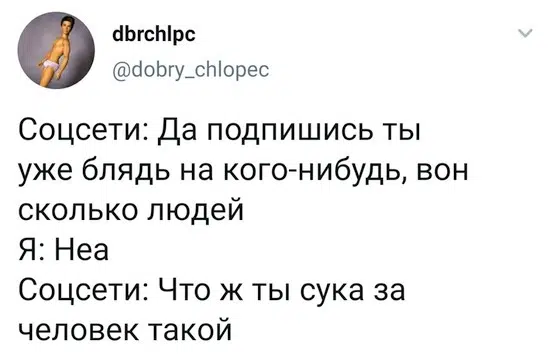 dbrchlpc
@dobry_chlopec
Соцсети: Да подпишись ты
уже блядь на кого-нибудь, вон
сколько людей
Я: Неа
Соцсети: Что ж ты сука за
человек такой